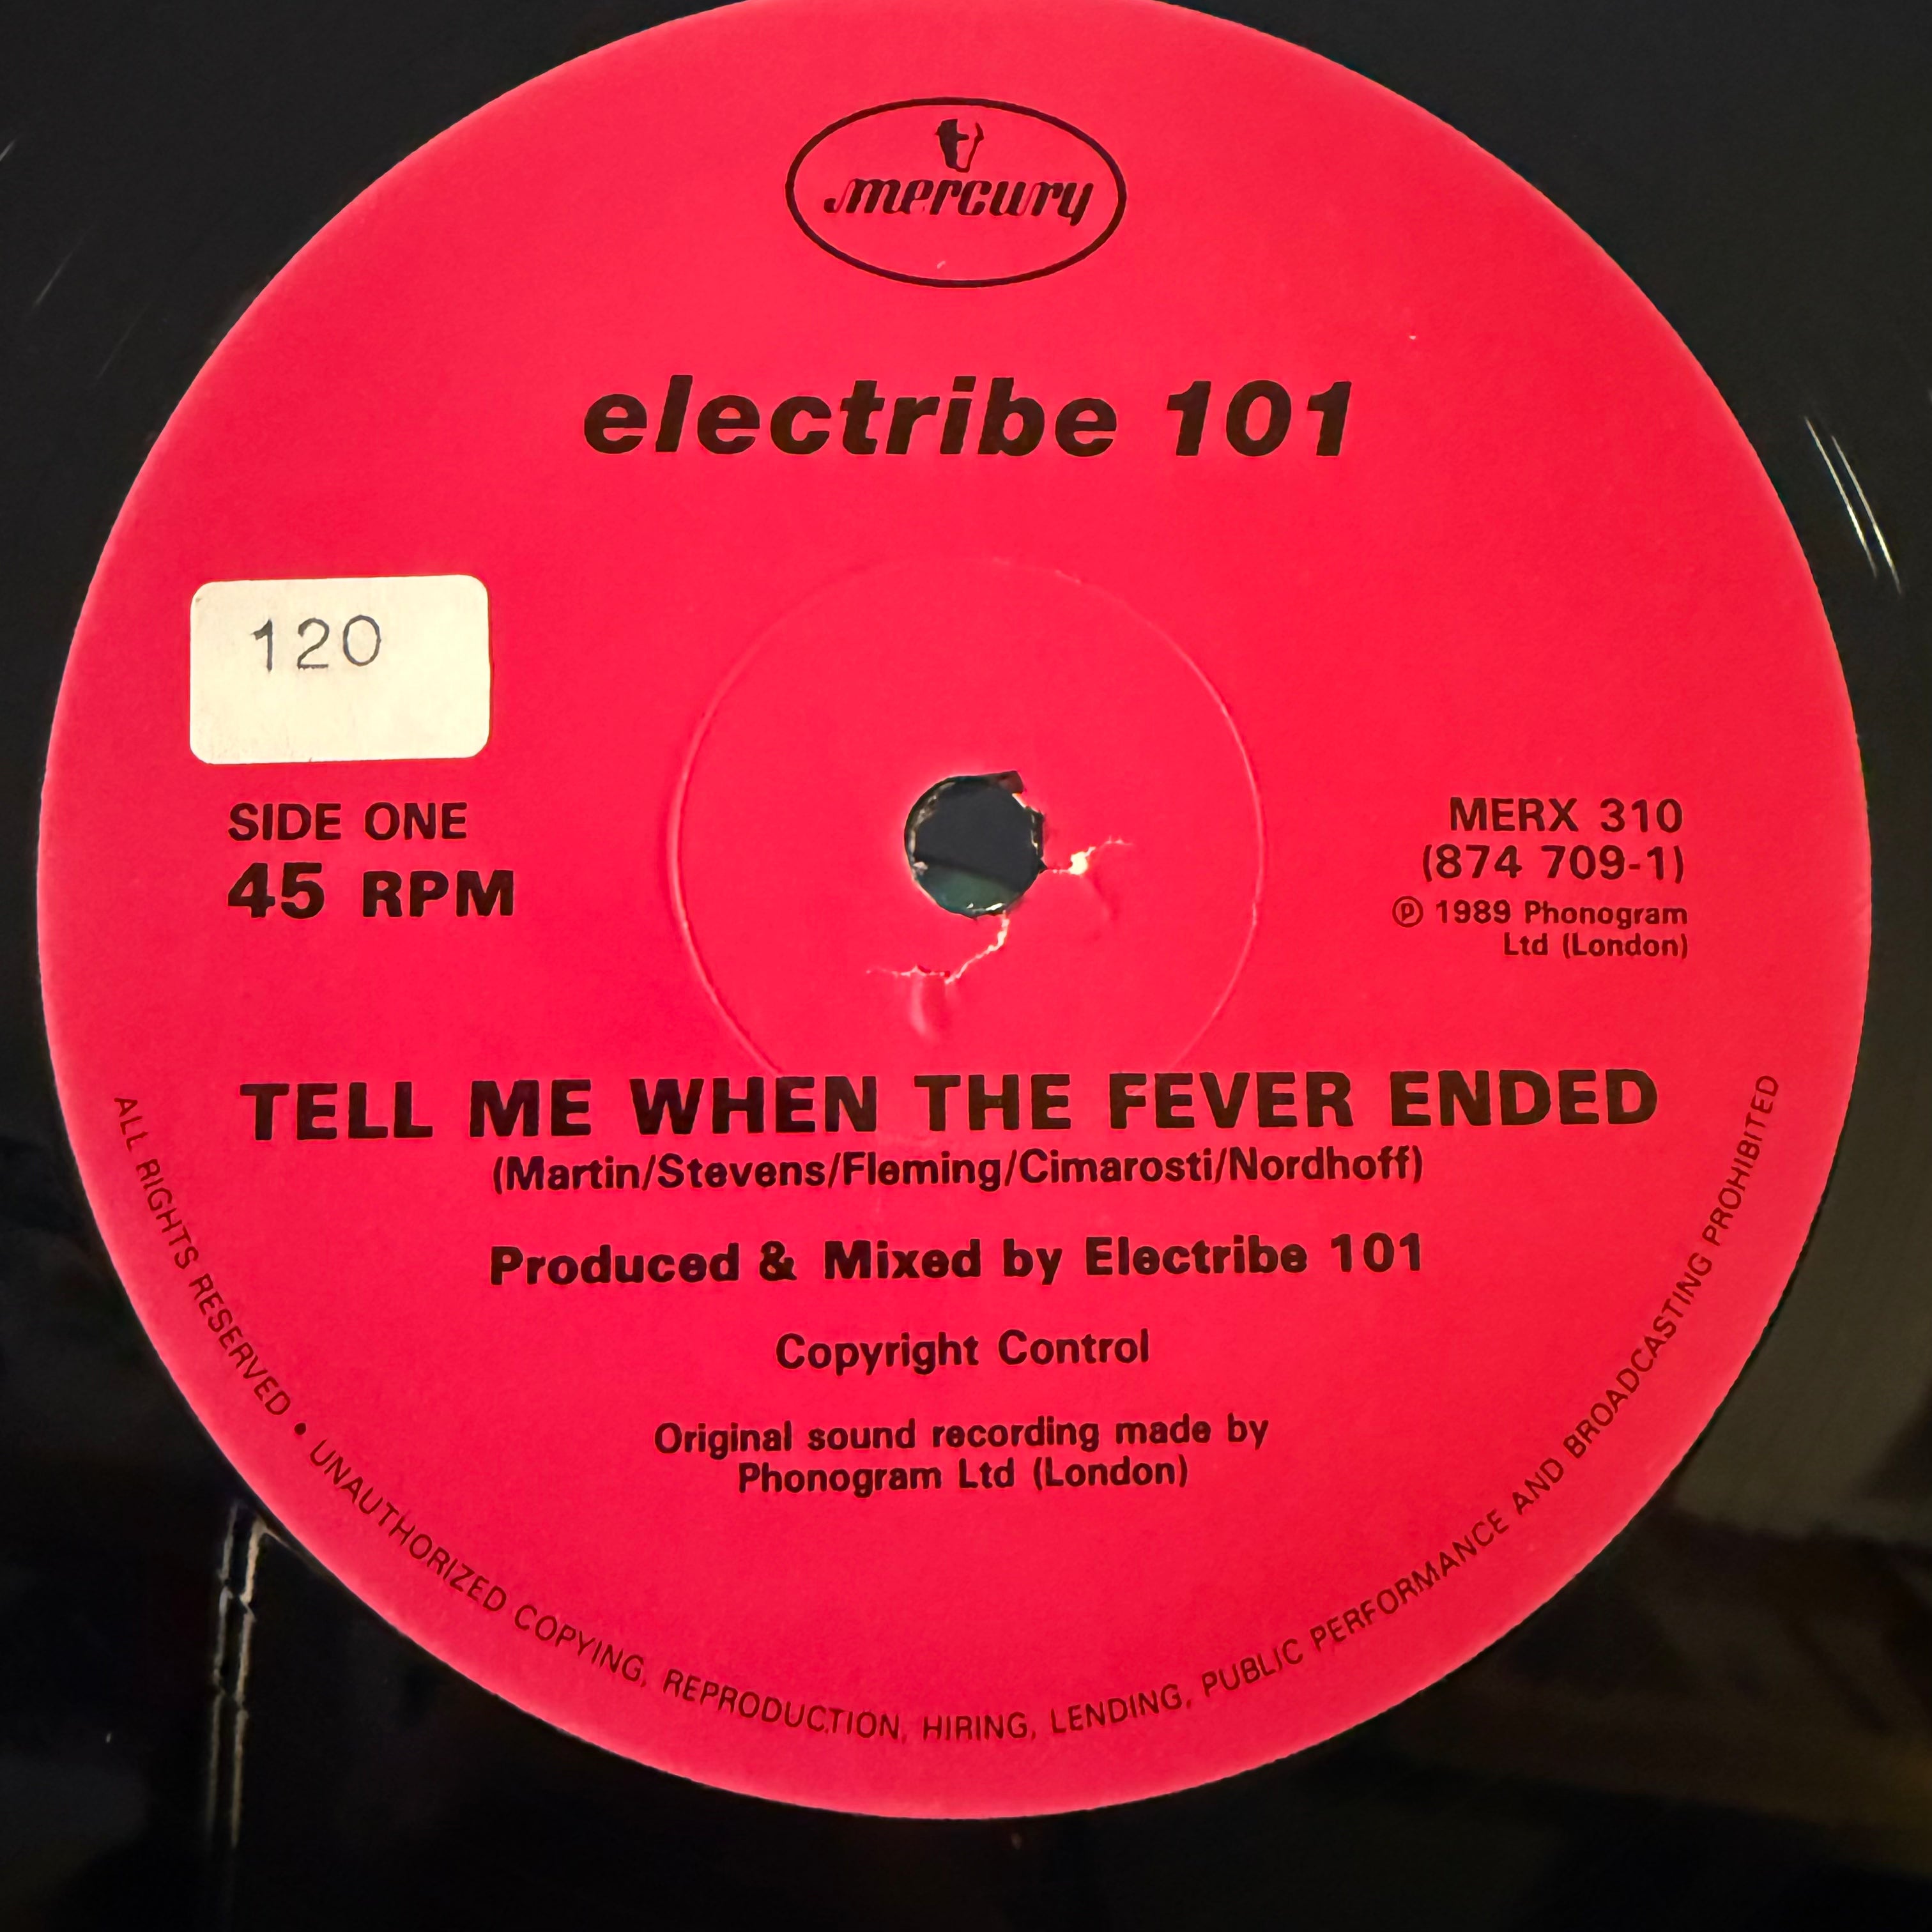 mercury
electribe 101
120
SIDE ONE
45 RPM
MERX 310
(874 709-1)
℗ 1989 Phonogram
Ltd (London)
TELL ME WHEN THE FEVER ENDED
(Martin/Stevens/Fleming/Cimarosti/Nordhoff)
Produced & Mixed by Electribe 101
Copyright Control
Original sound recording made by
Phonogram Ltd (London)
ALL RIGHTS RESERVED • UNAUTHORIZED COPYING, REPRODUCTION, HIRING, LENDING, PUBLIC PERFORMANCE AND BROADCASTING PROHIBITED